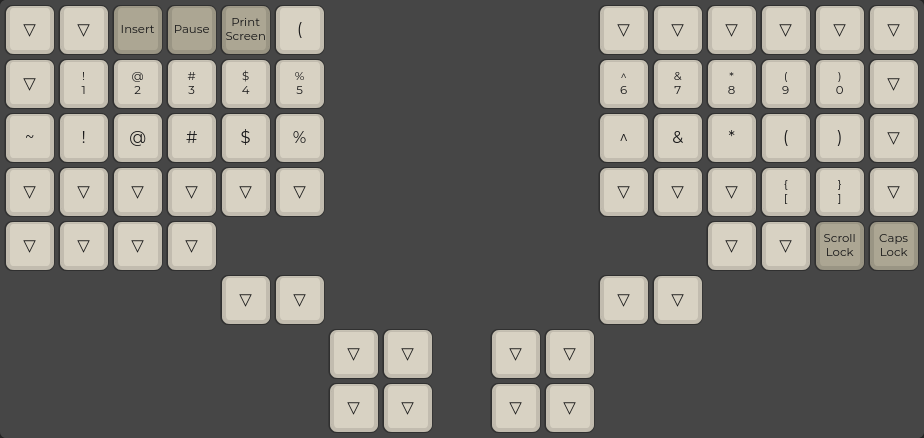 ▽ ▽ Insert Pause Print Screen ( ▽ ▽ ▽ ▽ ▽ ▽
▽ ! 1 @ 2 # 3 $ 4 % 5 ^ 6 & 7 * 8 ( 9 ) 0 ▽
~ ! @ # $ % ^ & * ( ) ▽
▽ ▽ ▽ ▽ ▽ ▽ ▽ ▽ ▽ { [ } ] ▽
▽ ▽ ▽ ▽ ▽ ▽ Scroll Lock Caps Lock
▽ ▽ ▽ ▽
▽ ▽ ▽ ▽
▽ ▽ ▽ ▽